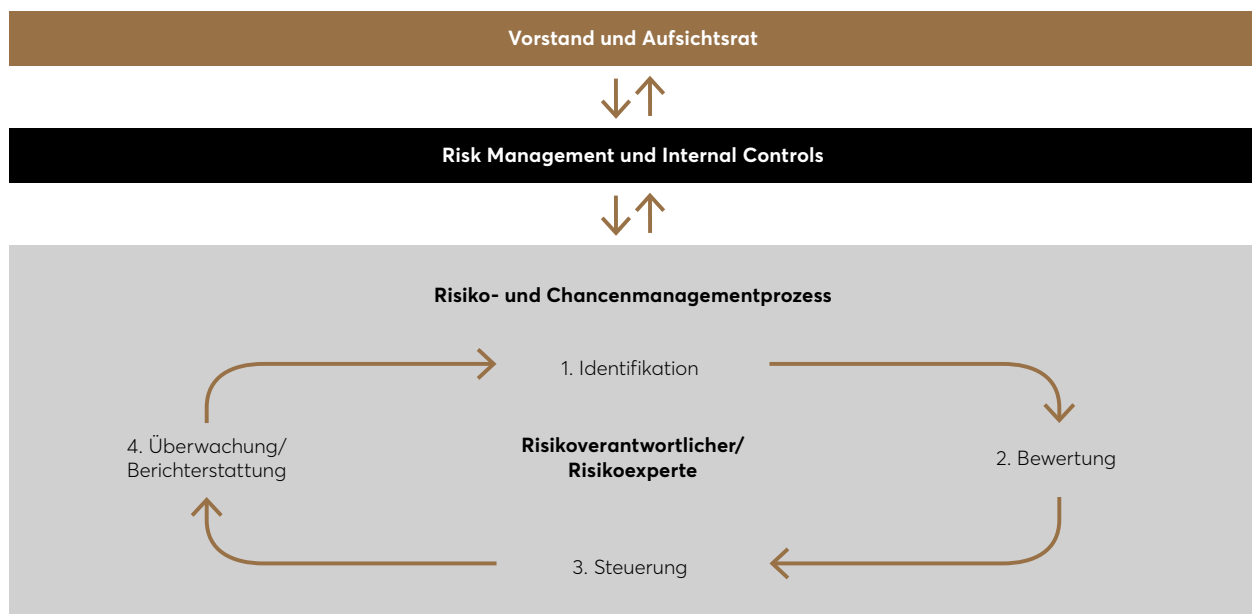 Vorstand und Aufsichtsrat
Risk Management und Internal Controls
Risiko- und Chancenmanagementprozess
1. Identifikation
4. Überwachung/
Berichterstattung
Risikoverantwortlicher/
Risikoexperte
2. Bewertung
3. Steuerung